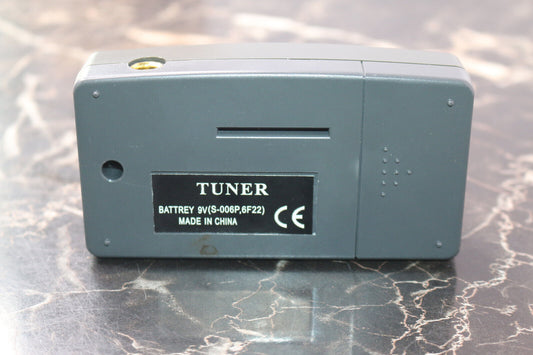 TUNER
BATTREY 9V(S-006P,6F22)
MADE IN CHINA
CE